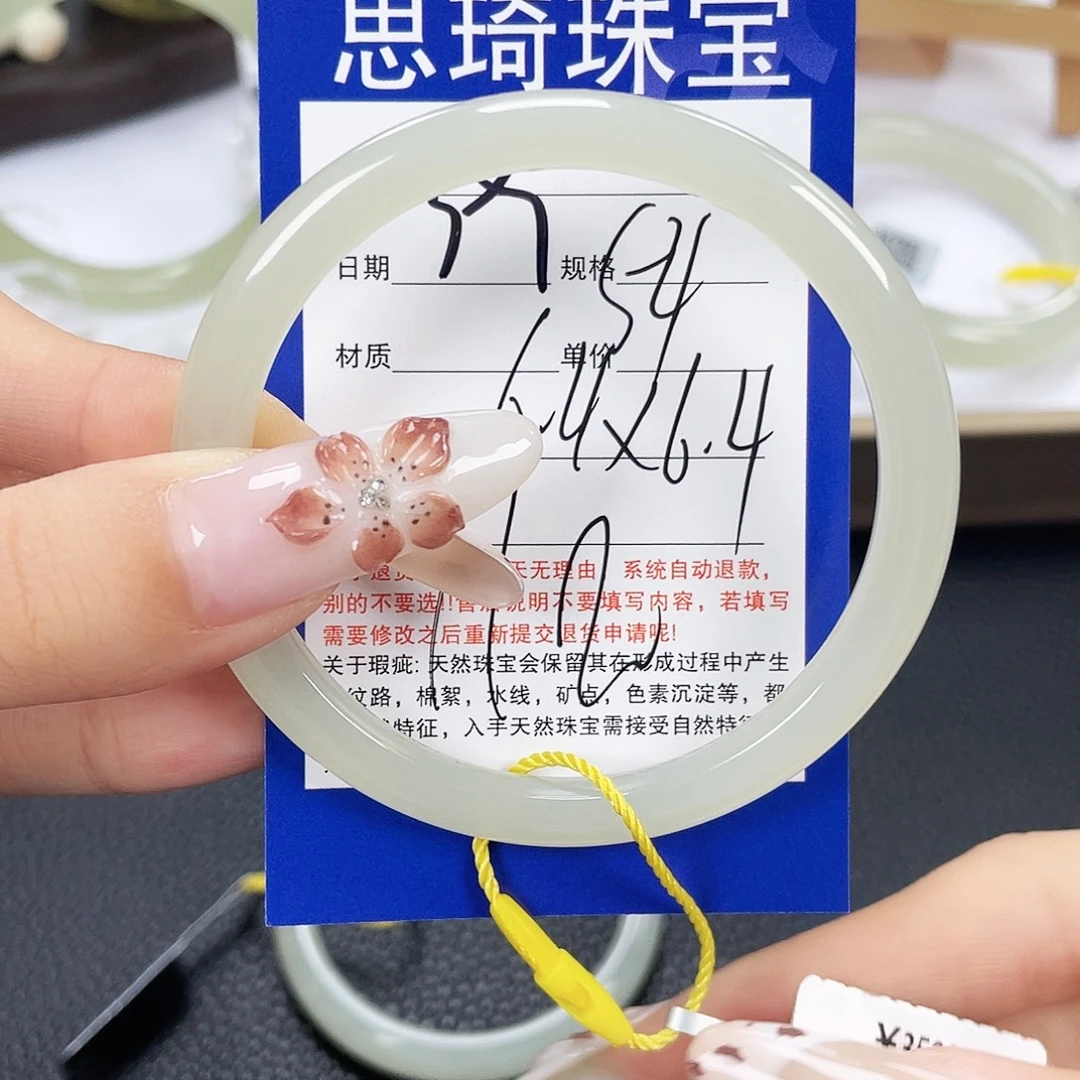 思琦珠宝
日期
规格 54
材质
单价
6.4x6.4
天无理由 系统自动退款，
别的不要选!!售后说明不要填写内容，若填写
需要修改之后重新提交退货申请呢!
关于瑕疵: 天然珠宝会保留其在形成过程中产生
纹路，棉絮，水线，矿点，色素沉淀等，都
特征，入手天然珠宝需接受自然特征